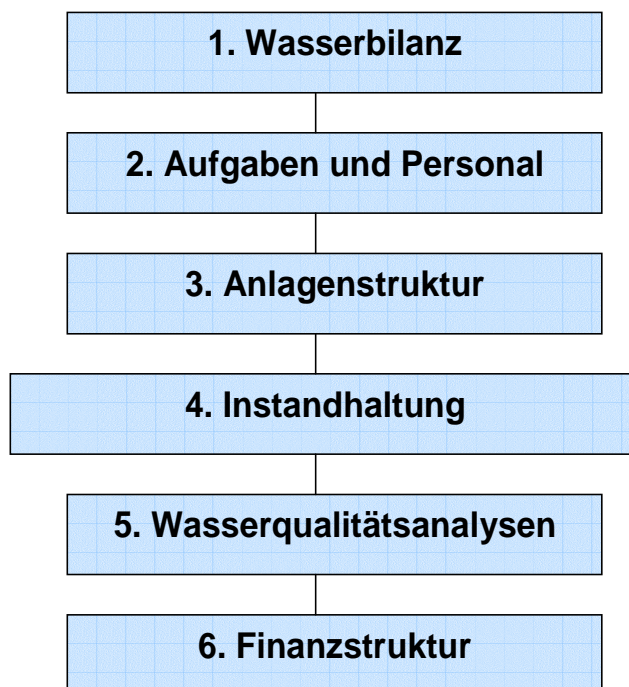 1. Wasserbilanz
2. Aufgaben und Personal
3. Anlagenstruktur
4. Instandhaltung
5. Wasserqualitätsanalysen
6. Finanzstruktur